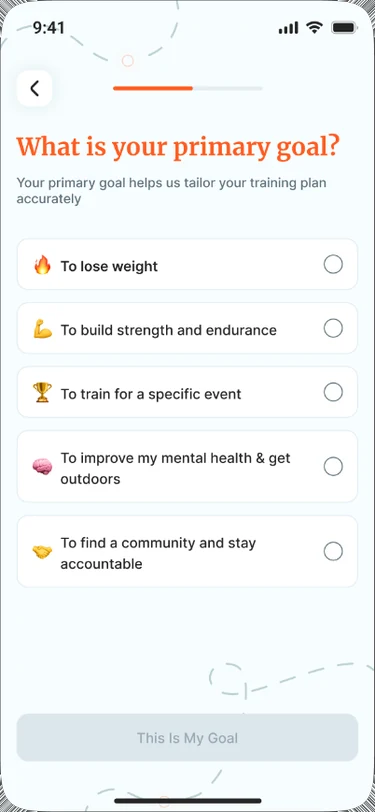 9:41
What is your primary goal?
Your primary goal helps us tailor your training plan
accurately
To lose weight
To build strength and endurance
To train for a specific event
To improve my mental health & get
outdoors
To find a community and stay
accountable
This Is My Goal